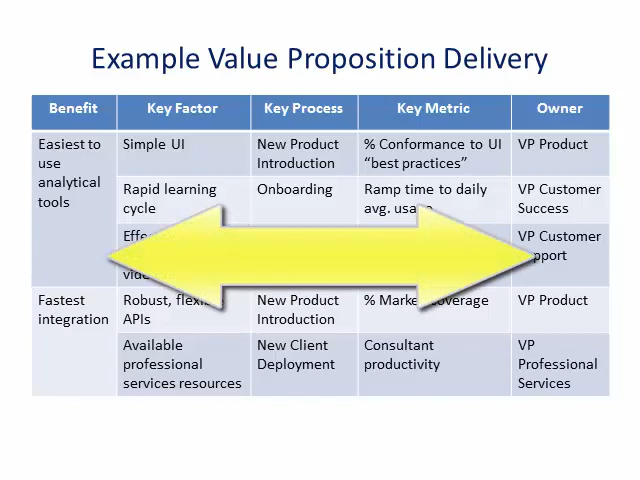 Example Value Proposition Delivery
Benefit Key Factor Key Process Key Metric Owner
Easiest to use analytical tools
Simple UI
New Product Introduction
% Conformance to UI “best practices”
VP Product
Rapid learning cycle
Onboarding
Ramp time to daily avg.
VP Customer Success
VP Customer
Fastest integration
Robust,
APIs
New Product Introduction
%
VP Product
Available professional services resources
New Client Deployment
Consultant productivity
VP Professional Services